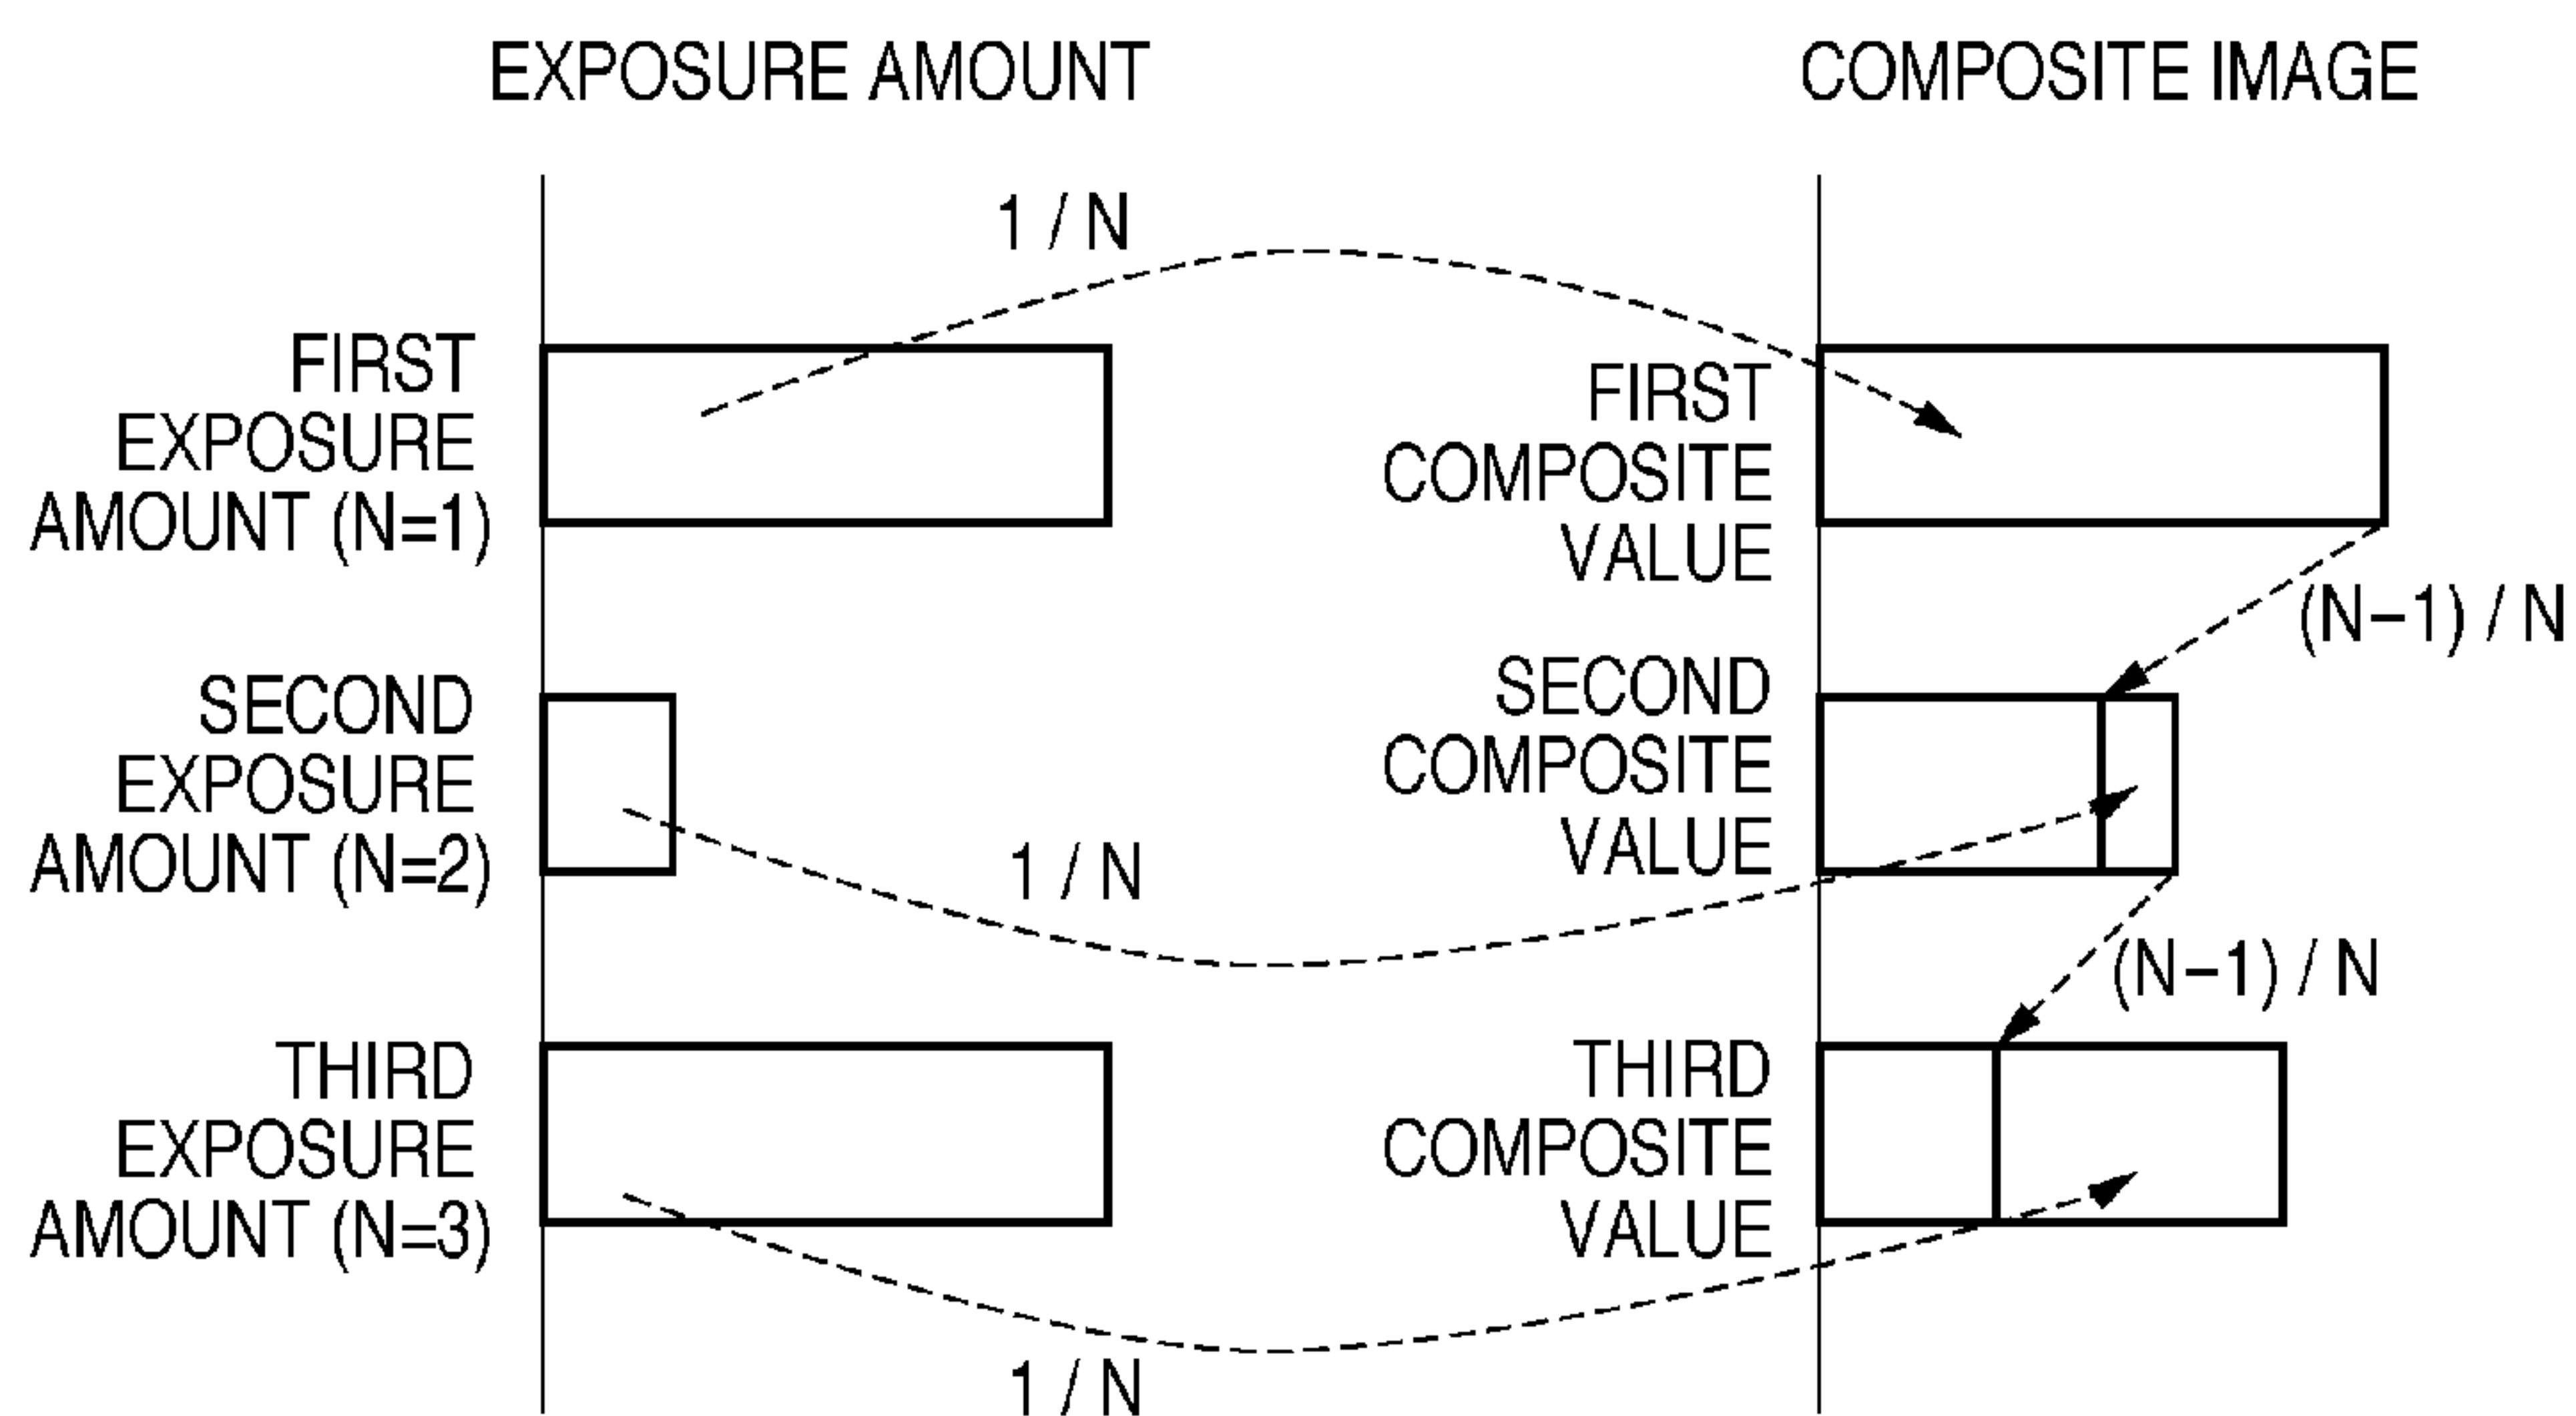 EXPOSURE AMOUNT
COMPOSITE IMAGE
1 / N
FIRST
EXPOSURE
AMOUNT (N=1)
FIRST
COMPOSITE
VALUE
(N−1) / N
SECOND
EXPOSURE
AMOUNT (N=2)
1 / N
SECOND
COMPOSITE
VALUE
(N−1) / N
THIRD
EXPOSURE
AMOUNT (N=3)
THIRD
COMPOSITE
VALUE
1 / N